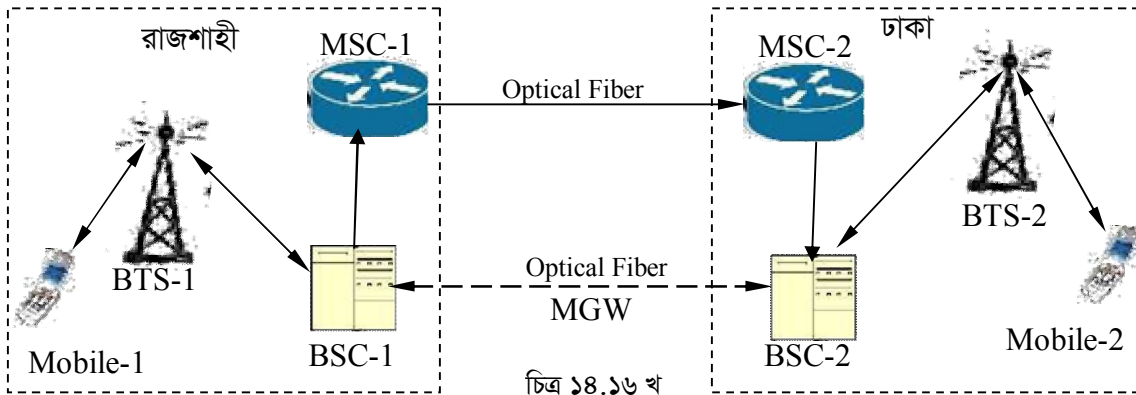 রাজশাহী
MSC-1
Optical Fiber
MSC-2
ঢাকা
BTS-1
BTS-2
Optical Fiber
MGW
Mobile-1
BSC-1
BSC-2
Mobile-2
চিত্র ১৪.১৬ খ